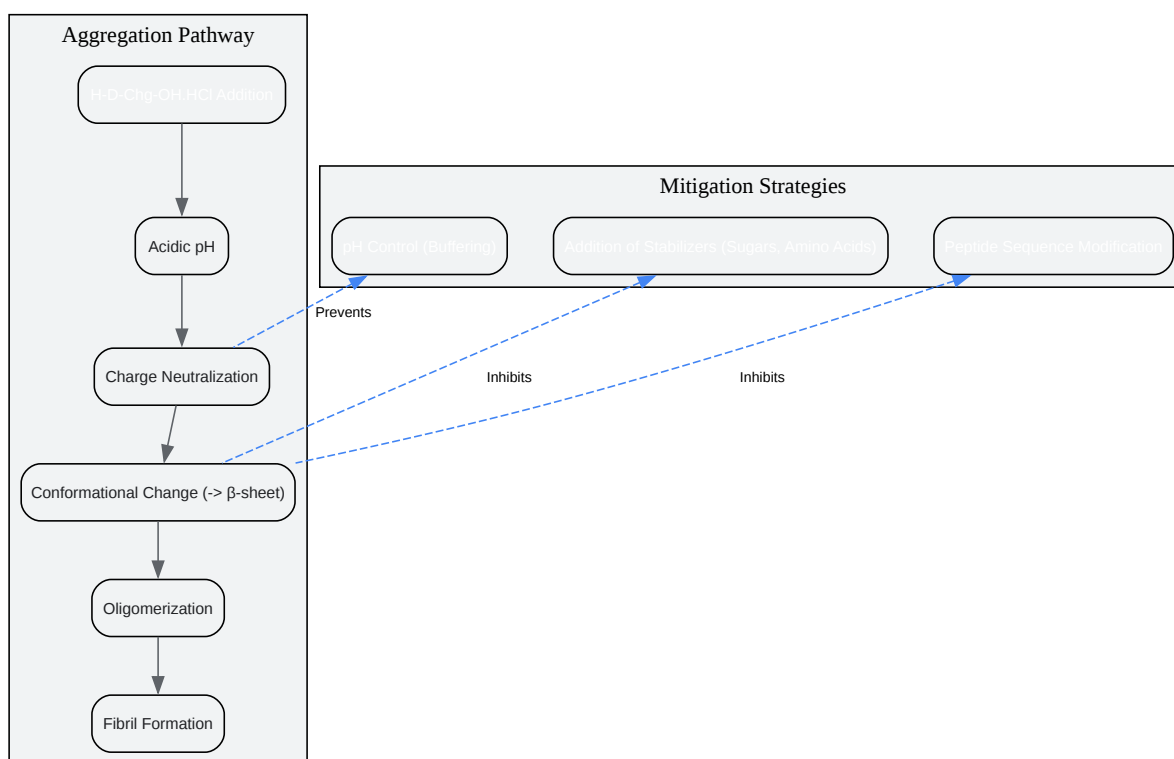 Aggregation Pathway
H-D-Chg-OH HCl Addition
Mitigation Strategies
Acidic pH
pH Control (Buffering)
Addition of Stabilizers (Sugars, Amino Acids)
Peptide Sequence Modification
Prevents
Charge Neutralization
Inhibits
Inhibits
Conformational Change (-> β-sheet)
Oligomerization
Fibril Formation